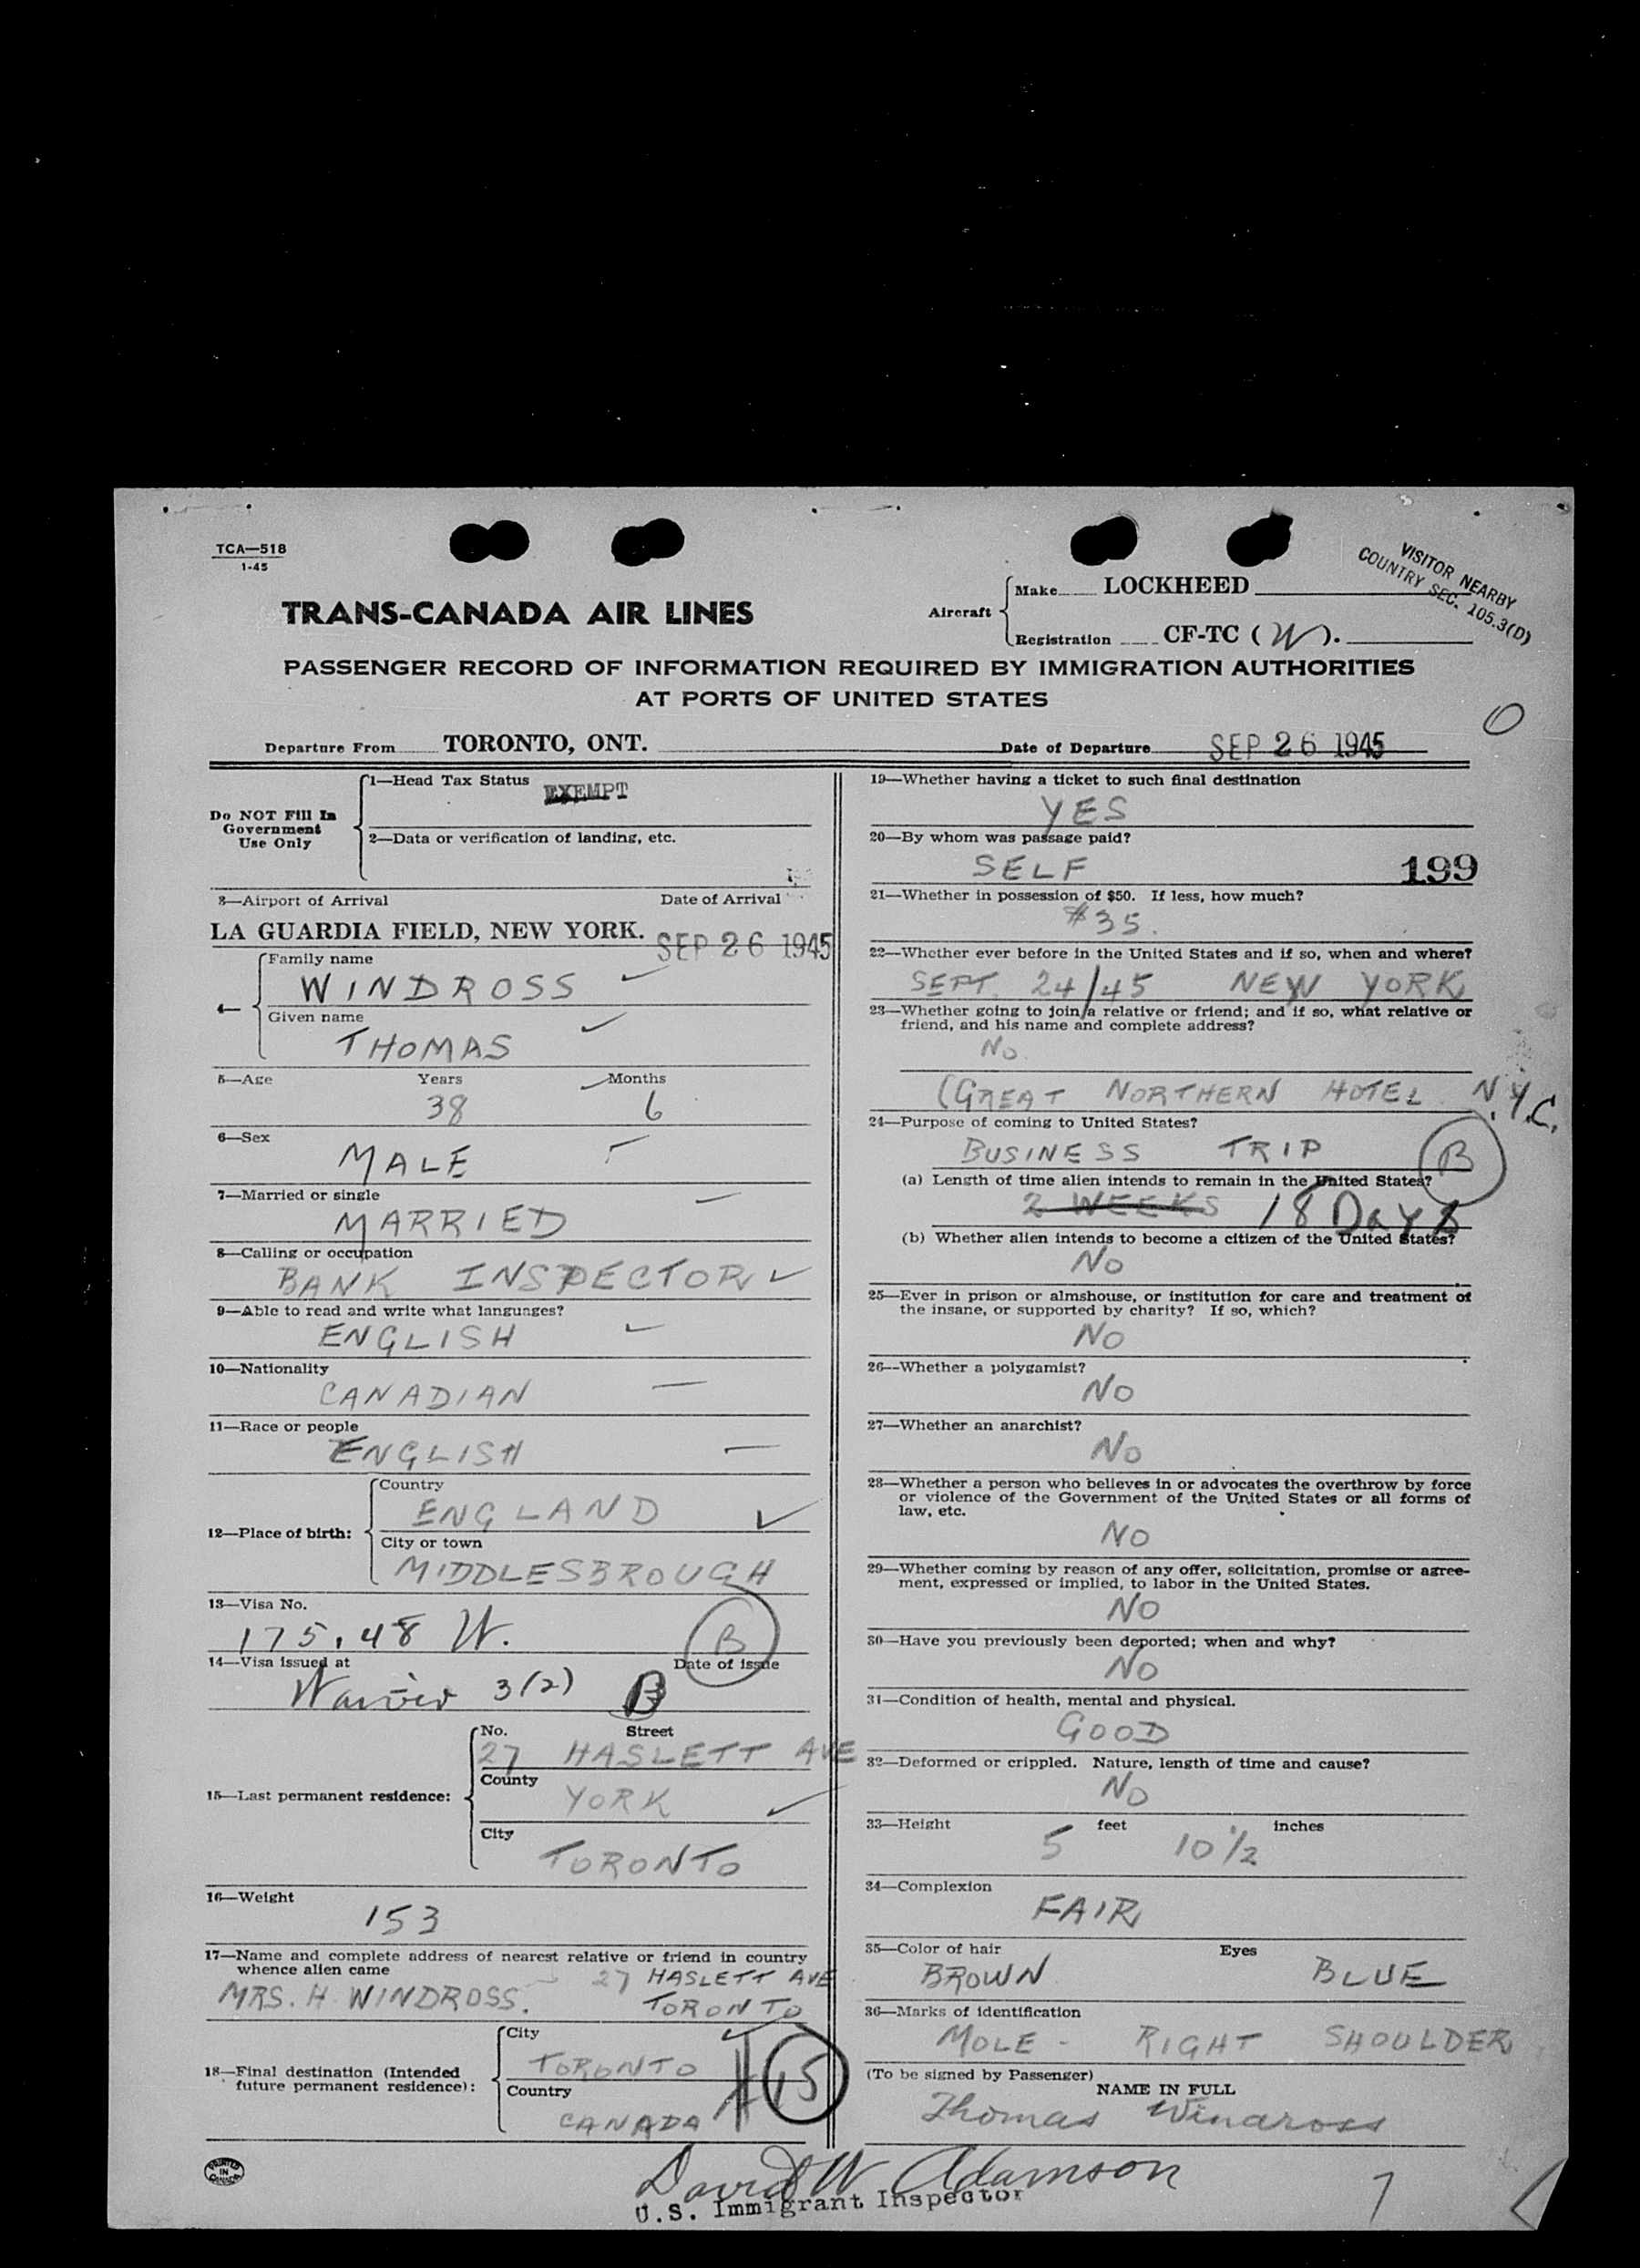 TCA—518
1-45
VISITOR NEARBY
COUNTRY SEC. 105.3(D)
TRANS-CANADA AIR LINES
Aircraft
Make LOCKHEED
Registration CF-TC (W).
PASSENGER RECORD OF INFORMATION REQUIRED BY IMMIGRATION AUTHORITIES
AT PORTS OF UNITED STATES
Departure From TORONTO, ONT. Date of Departure SEP 26 1945
Do NOT Fill In
Government
Use Only
1—Head Tax Status EXEMPT
2—Data or verification of landing, etc.
3—Airport of Arrival Date of Arrival
LA GUARDIA FIELD, NEW YORK. SEP 26 1945
4—
Family name
WINDROSS
Given name
THOMAS
5—Age Years Months
38 6
6—Sex
MALE
7—Married or single
MARRIED
8—Calling or occupation
BANK INSPECTOR
9—Able to read and write what languages?
ENGLISH
10—Nationality
CANADIAN
11—Race or people
ENGLISH
12—Place of birth:
Country
ENGLAND
City or town
MIDDLESBROUGH
13—Visa No.
175.48 W. B
14—Visa issued at Date of issue
Waiver 3(2) B
15—Last permanent residence:
No. Street
27 HASLETT AVE
County
YORK
City
TORONTO
16—Weight
153
17—Name and complete address of nearest relative or friend in country
whence alien came
MRS. H. WINDROSS. 27 HASLETT AVE
TORONTO
18—Final destination (Intended
future permanent residence):
City
TORONTO
Country
CANADA
#15
19—Whether having a ticket to such final destination
YES
20—By whom was passage paid?
SELF 199
21—Whether in possession of $50. If less, how much?
$35.
22—Whether ever before in the United States and if so, when and where?
SEPT. 24/45 NEW YORK
23—Whether going to join a relative or friend; and if so, what relative or
friend, and his name and complete address?
No.
(GREAT NORTHERN HOTEL N.Y.C.
24—Purpose of coming to United States?
BUSINESS TRIP B
(a) Length of time alien intends to remain in the United States?
2 WEEKS 18 Days
(b) Whether alien intends to become a citizen of the United States?
NO
25—Ever in prison or almshouse, or institution for care and treatment of
the insane, or supported by charity? If so, which?
NO
26—Whether a polygamist?
NO
27—Whether an anarchist?
NO
28—Whether a person who believes in or advocates the overthrow by force
or violence of the Government of the United States or all forms of
law, etc.
NO
29—Whether coming by reason of any offer, solicitation, promise or agree-
ment, expressed or implied, to labor in the United States.
NO
30—Have you previously been deported; when and why?
NO
31—Condition of health, mental and physical.
GOOD
32—Deformed or crippled. Nature, length of time and cause?
NO
33—Height feet inches
5 10 1/2
34—Complexion
FAIR
35—Color of hair Eyes
BROWN BLUE
36—Marks of identification
MOLE - RIGHT SHOULDER
(To be signed by Passenger)
NAME IN FULL
Thomas Windross
PRINTED
IN
CANADA
David W Adamson
U.S. Immigrant Inspector
7